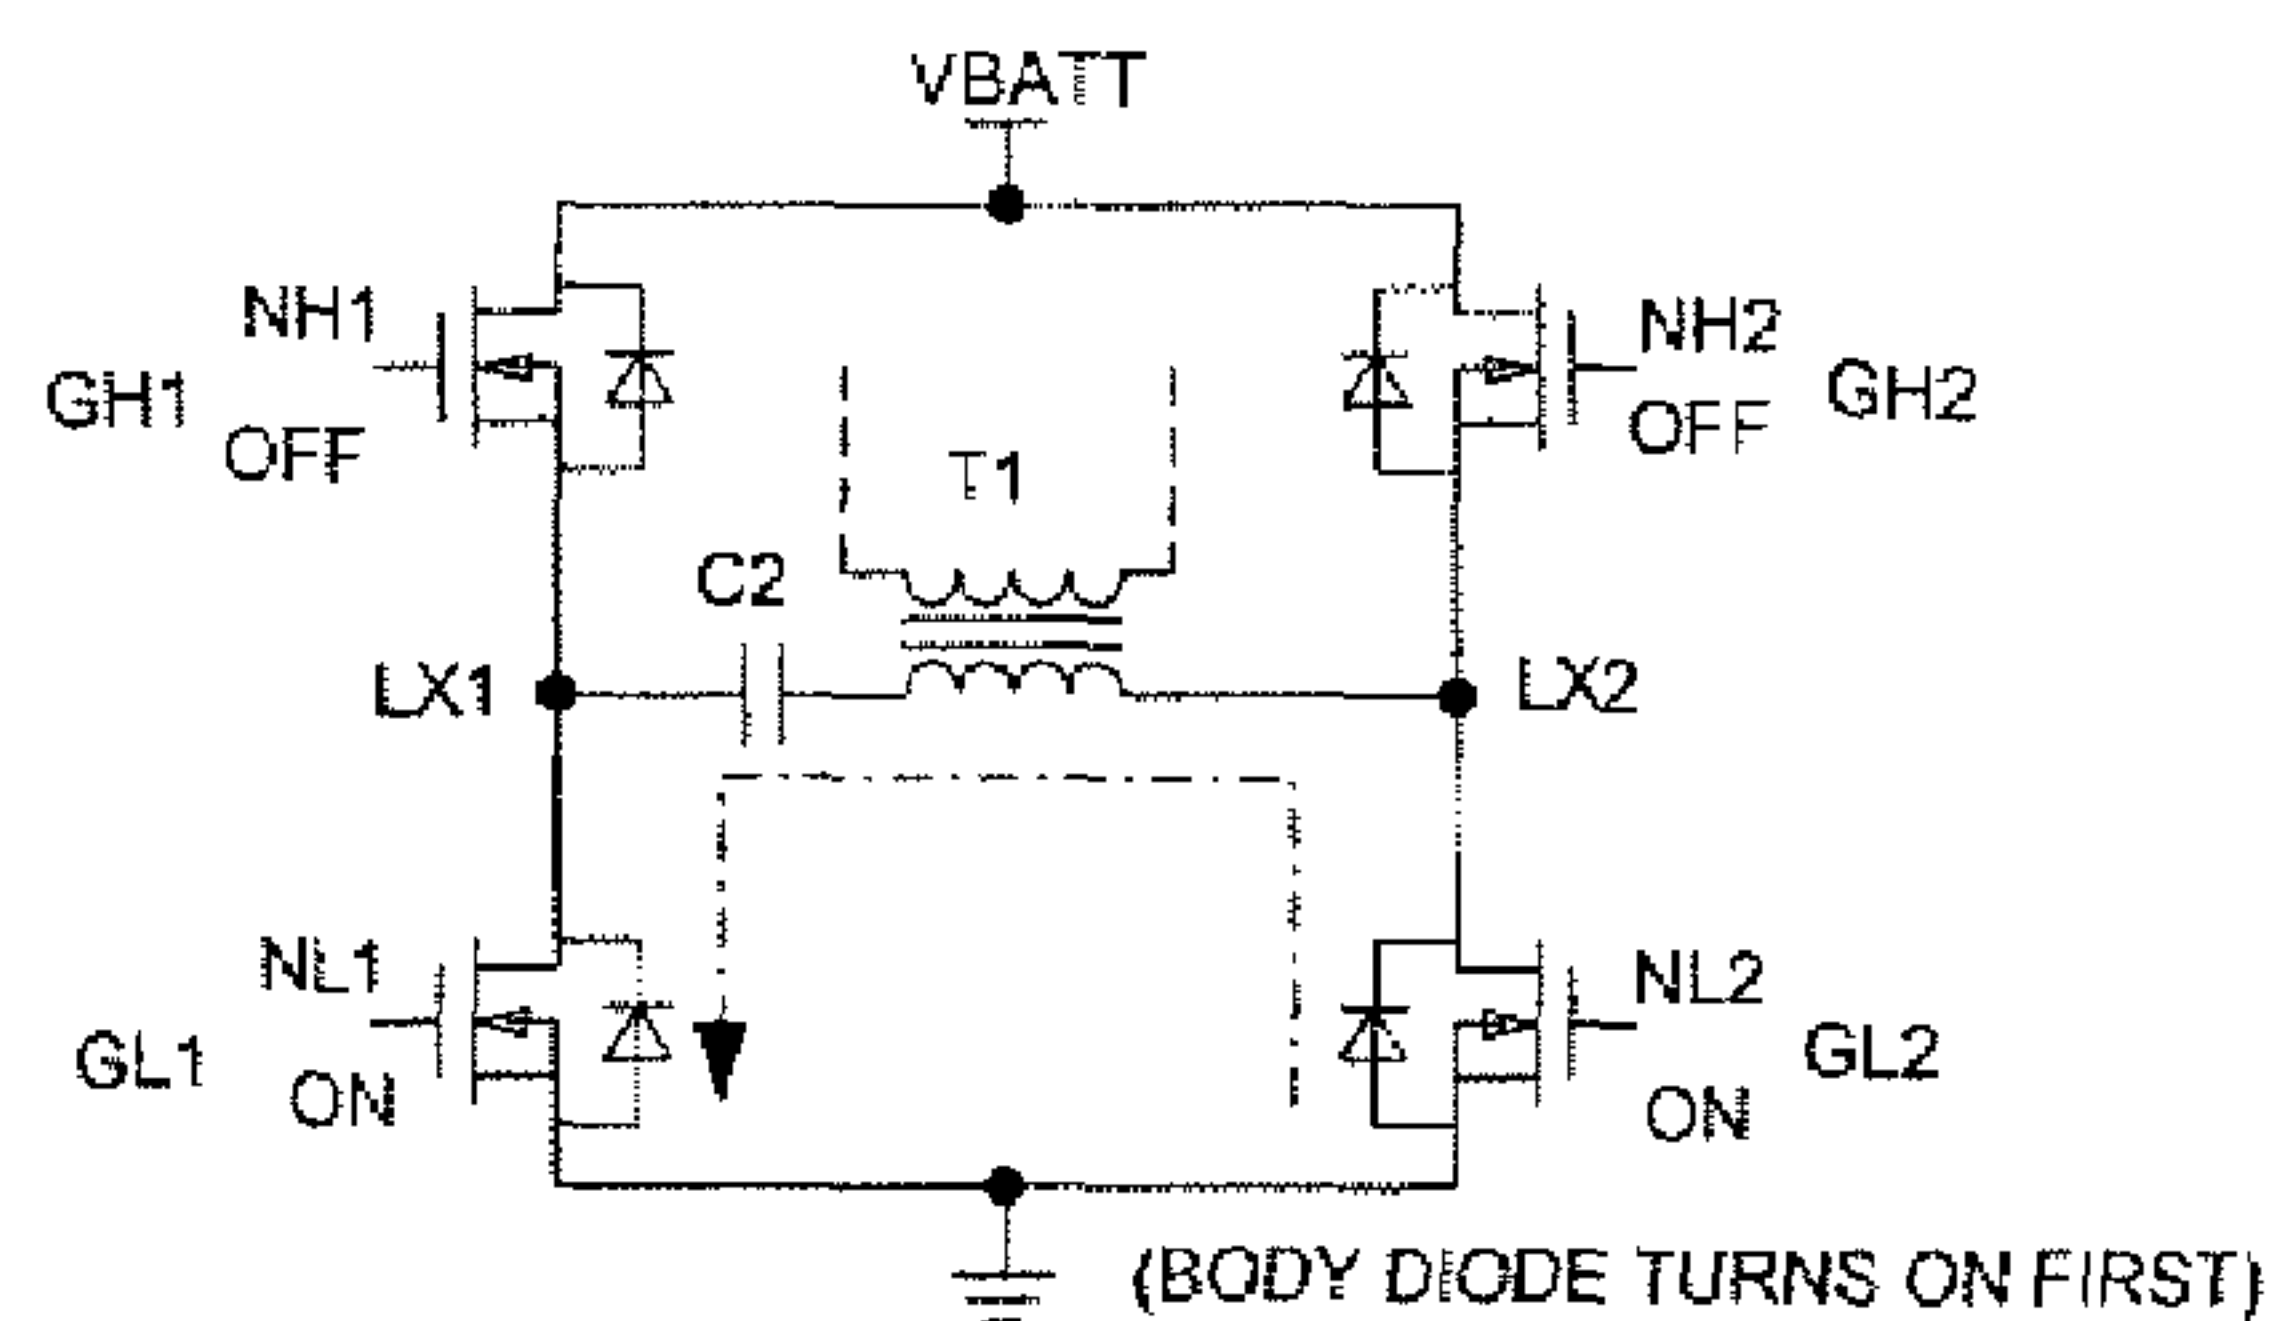 VBATT
NH1
GH1
OFF
NH2
GH2
OFF
T1
C2
LX1
LX2
NL1
GL1
ON
NL2
GL2
ON
(BODY DIODE TURNS ON FIRST)